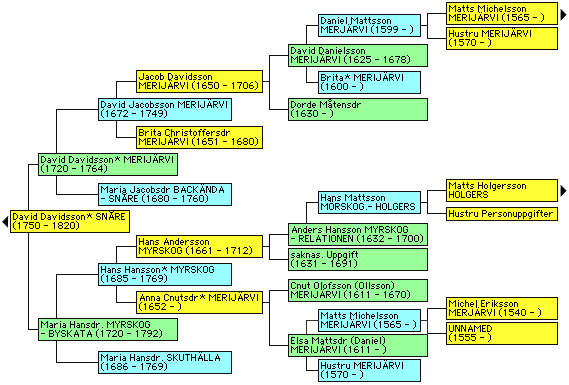 Matts Michelsson
MERIJÄRVI (1565 - )
Daniel Mattsson
MERJÄRVI (1599 - )
Hustru MERIJÄRVI
(1570 - )
David Danielsson
MERIJÄRVI (1625 - 1678)
Jacob Davidsson
MERIJÄRVI (1650 - 1706)
Brita* MERIJÄRVI
(1600 - )
David Jacobsson MERIJÄRVI
(1672 - 1749)
Dorde Måtensdr
(1630 - )
Brita Christoffersdr
MERIJÄRVI (1651 - 1680)
David Davidsson* MERIJÄRVI
(1720 - 1764)
Maria Jacobsdr BACKÄNDA
- SNÄRE (1680 - 1760)
Matts Holgersson
HOLGERS
Hans Mattsson
MÖRSKOG.- HOLGERS
Hustru Personuppgifter
David Davidsson* SNÄRE
(1750 - 1820)
Anders Hansson MYRSKOG
- RELATIONEN (1632 - 1700)
Hans Andersson
MYRSKOG (1661 - 1712)
saknas. Uppgift
(1631 - 1691)
Hans Hansson* MYRSKOG
(1685 - 1769)
Cnut Olofsson (Ollsson)
MERIJÄRVI (1611 - 1670)
Anna Cnutsdr* MERIJÄRVI
(1652 - )
Michel Eriksson
MERJÄRVI (1540 - )
Matts Michelsson
MERIJÄRVI (1565 - )
UNNAMED
(1555 - )
Maria Hansdr. MYRSKOG
- BYSKATA (1720 - 1792)
Elsa Mattsdr (Daniel)
MERIJÄRVI (1611 - )
Maria Hansdr. SKUTHÄLLA
(1686 - 1769)
Hustru MERIJÄRVI
(1570 - )